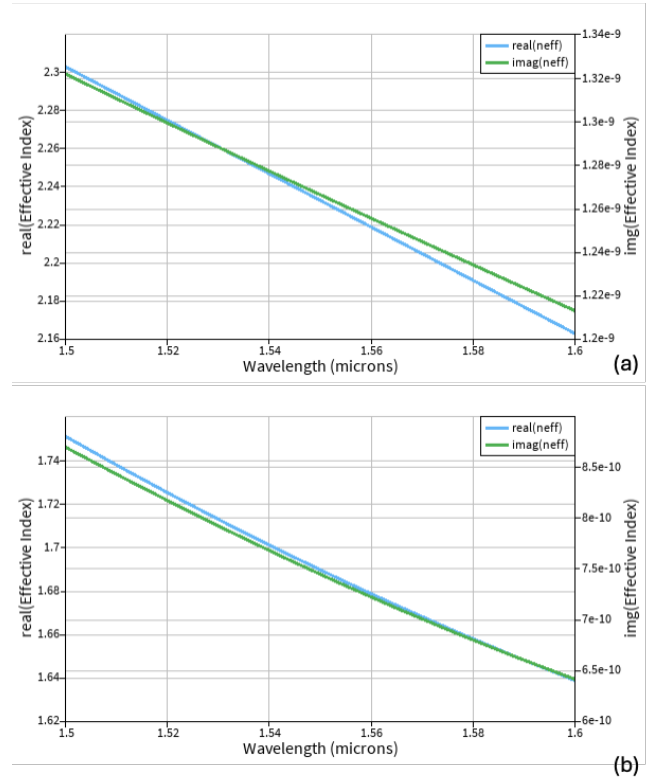 real(neff)
imag(neff)
1.34e-9
1.32e-9
1.3e-9
1.28e-9
1.26e-9
1.24e-9
1.22e-9
1.2e-9
img(Effective Index)
2.3
2.28
2.26
2.24
2.22
2.2
2.18
2.16
real(Effective Index)
1.5
1.52
1.54
1.56
1.58
1.6
Wavelength (microns)
(a)
real(neff)
imag(neff)
8.5e-10
8e-10
7.5e-10
7e-10
6.5e-10
6e-10
img(Effective Index)
1.74
1.72
1.7
1.68
1.66
1.64
1.62
real(Effective Index)
1.5
1.52
1.54
1.56
1.58
1.6
Wavelength (microns)
(b)